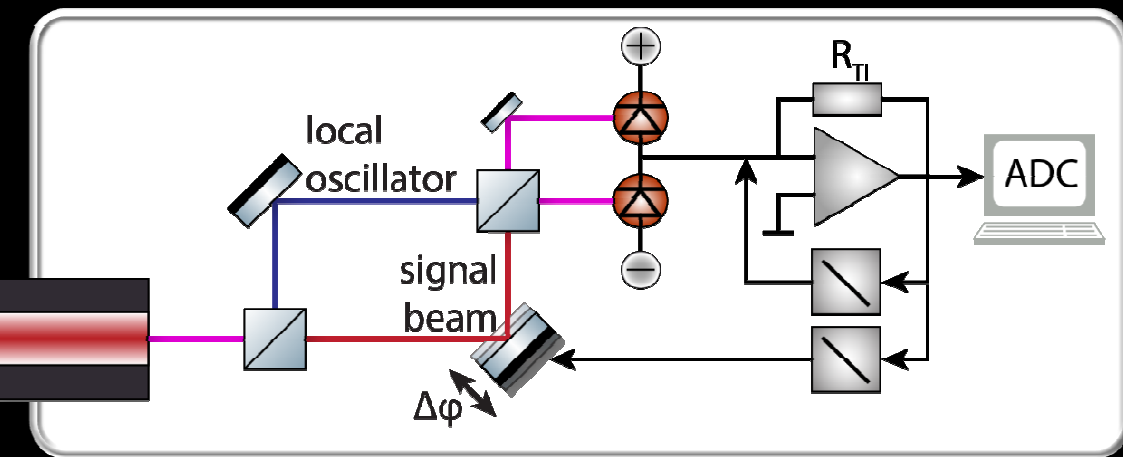 local
oscillator
signal
beam
Δφ
+
−
R_TI
ADC